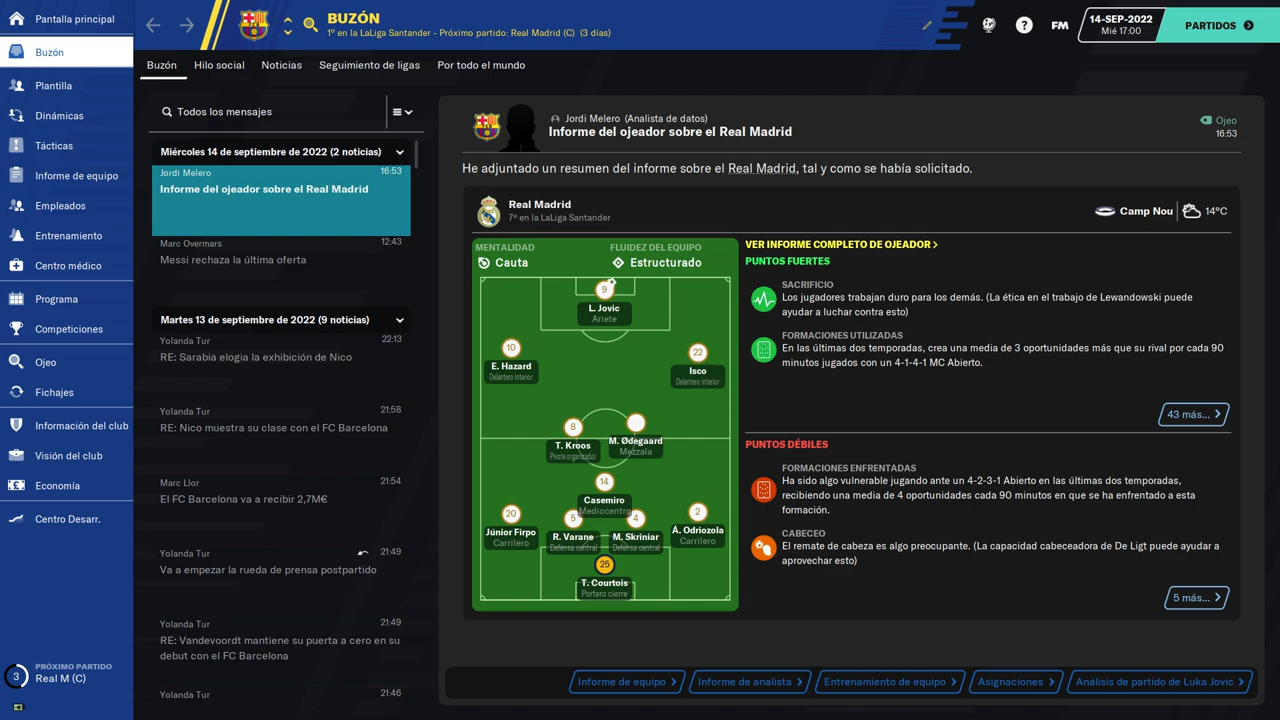 Pantalla principal
Buzón
Plantilla
Dinámicas
Tácticas
Informe de equipo
Empleados
Entrenamiento
Centro médico
Programa
Competiciones
Ojeo
Fichajes
Información del club
Visión del club
Economía
Centro Desarr.
3
PRÓXIMO PARTIDO
Real M (C)
BUZÓN
1º en la LaLiga Santander - Próximo partido: Real Madrid (C) (3 días)
?
FM
14-SEP-2022
Mié 17:00
PARTIDOS
Buzón Hilo social Noticias Seguimiento de ligas Por todo el mundo
Todos los mensajes
Miércoles 14 de septiembre de 2022 (2 noticias)
Jordi Melero 16:53
Informe del ojeador sobre el Real Madrid
Marc Overmars 12:43
Messi rechaza la última oferta
Martes 13 de septiembre de 2022 (9 noticias)
Yolanda Tur 22:13
RE: Sarabia elogia la exhibición de Nico
Yolanda Tur 21:58
RE: Nico muestra su clase con el FC Barcelona
Marc Llor 21:54
El FC Barcelona va a recibir 2,7M€
Yolanda Tur 21:49
Va a empezar la rueda de prensa postpartido
Yolanda Tur 21:49
RE: Vandevoordt mantiene su puerta a cero en su
debut con el FC Barcelona
Yolanda Tur 21:46
Jordi Melero (Analista de datos)
Informe del ojeador sobre el Real Madrid
Ojeo
16:53
He adjuntado un resumen del informe sobre el Real Madrid, tal y como se había solicitado.
Real Madrid
7º en la LaLiga Santander
Camp Nou
14°C
MENTALIDAD
Cauta
FLUIDEZ DEL EQUIPO
Estructurado
9
L. Jovic
Ariete
10
E. Hazard
Delantero interior
22
Isco
Delantero interior
8
T. Kroos
Pivote organizador
M. Ødegaard
Mezzala
14
Casemiro
Mediocentro
20
Júnior Firpo
Carrilero
5
R. Varane
Defensa central
4
M. Skriniar
Defensa central
2
Á. Odriozola
Carrilero
25
T. Courtois
Portero cierre
VER INFORME COMPLETO DE OJEADOR >
PUNTOS FUERTES
SACRIFICIO
Los jugadores trabajan duro para los demás. (La ética en el trabajo de Lewandowski puede
ayudar a luchar contra esto)
FORMACIONES UTILIZADAS
En las últimas dos temporadas, crea una media de 3 oportunidades más que su rival por cada 90
minutos jugados con un 4-1-4-1 MC Abierto.
43 más... >
PUNTOS DÉBILES
FORMACIONES ENFRENTADAS
Ha sido algo vulnerable jugando ante un 4-2-3-1 Abierto en las últimas dos temporadas,
recibiendo una media de 4 oportunidades cada 90 minutos en que se ha enfrentado a esta
formación.
CABECEO
El remate de cabeza es algo preocupante. (La capacidad cabeceadora de De Ligt puede ayudar a
aprovechar esto)
5 más... >
Informe de equipo >
Informe de analista >
Entrenamiento de equipo >
Asignaciones >
Análisis de partido de Luka Jovic >